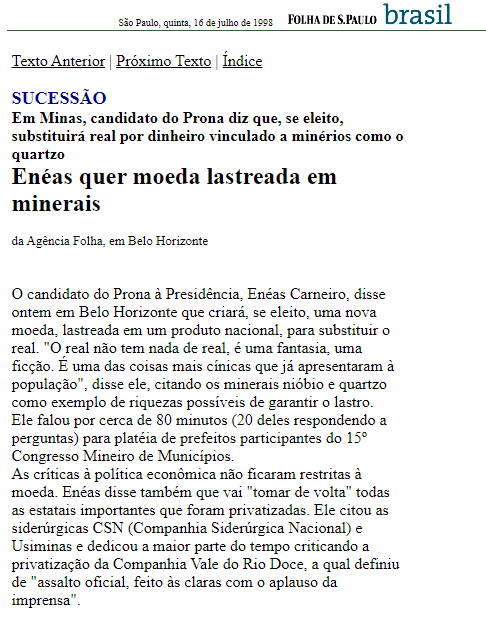 São Paulo, quinta, 16 de julho de 1998 FOLHA DE S.PAULO brasil
Texto Anterior | Próximo Texto | Índice
SUCESSÃO
Em Minas, candidato do Prona diz que, se eleito,
substituirá real por dinheiro vinculado a minérios como o
quartzo
Enéas quer moeda lastreada em
minerais
da Agência Folha, em Belo Horizonte
O candidato do Prona à Presidência, Enéas Carneiro, disse
ontem em Belo Horizonte que criará, se eleito, uma nova
moeda, lastreada em um produto nacional, para substituir o
real. "O real não tem nada de real, é uma fantasia, uma
ficção. É uma das coisas mais cínicas que já apresentaram à
população", disse ele, citando os minerais nióbio e quartzo
como exemplo de riquezas possíveis de garantir o lastro.
Ele falou por cerca de 80 minutos (20 deles respondendo a
perguntas) para platéia de prefeitos participantes do 15º
Congresso Mineiro de Municípios.
As críticas à política econômica não ficaram restritas à
moeda. Enéas disse também que vai "tomar de volta" todas
as estatais importantes que foram privatizadas. Ele citou as
siderúrgicas CSN (Companhia Siderúrgica Nacional) e
Usiminas e dedicou a maior parte do tempo criticando a
privatização da Companhia Vale do Rio Doce, a qual definiu
de "assalto oficial, feito às claras com o aplauso da
imprensa".